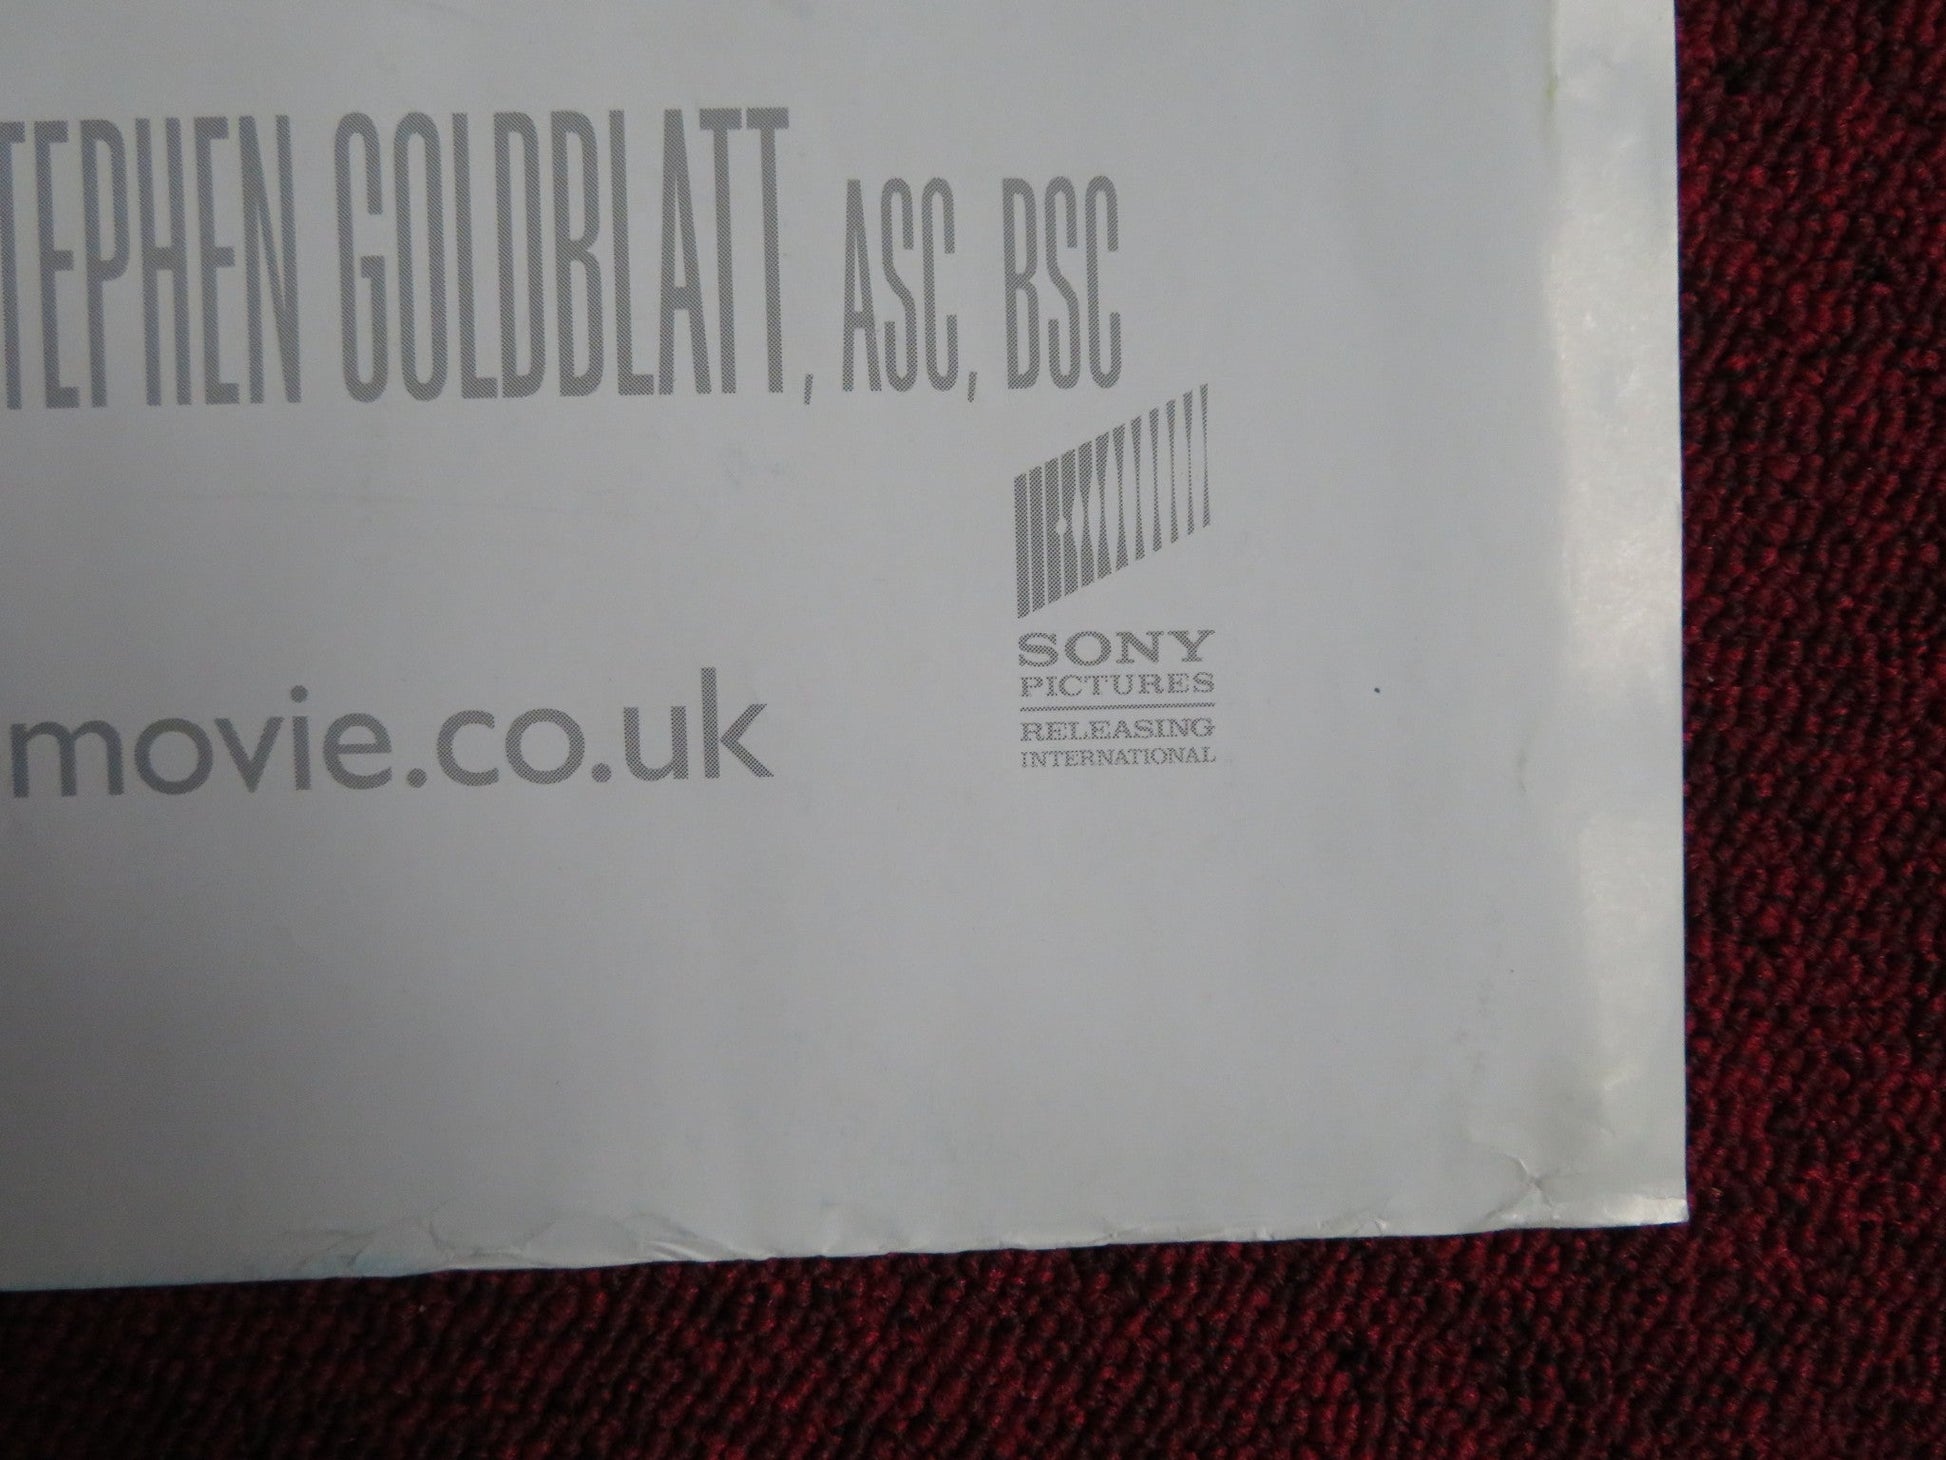 TEPHEN GOLDBLATT, ASC, BSC
movie.co.uk
SONY
PICTURES
RELEASING
INTERNATIONAL